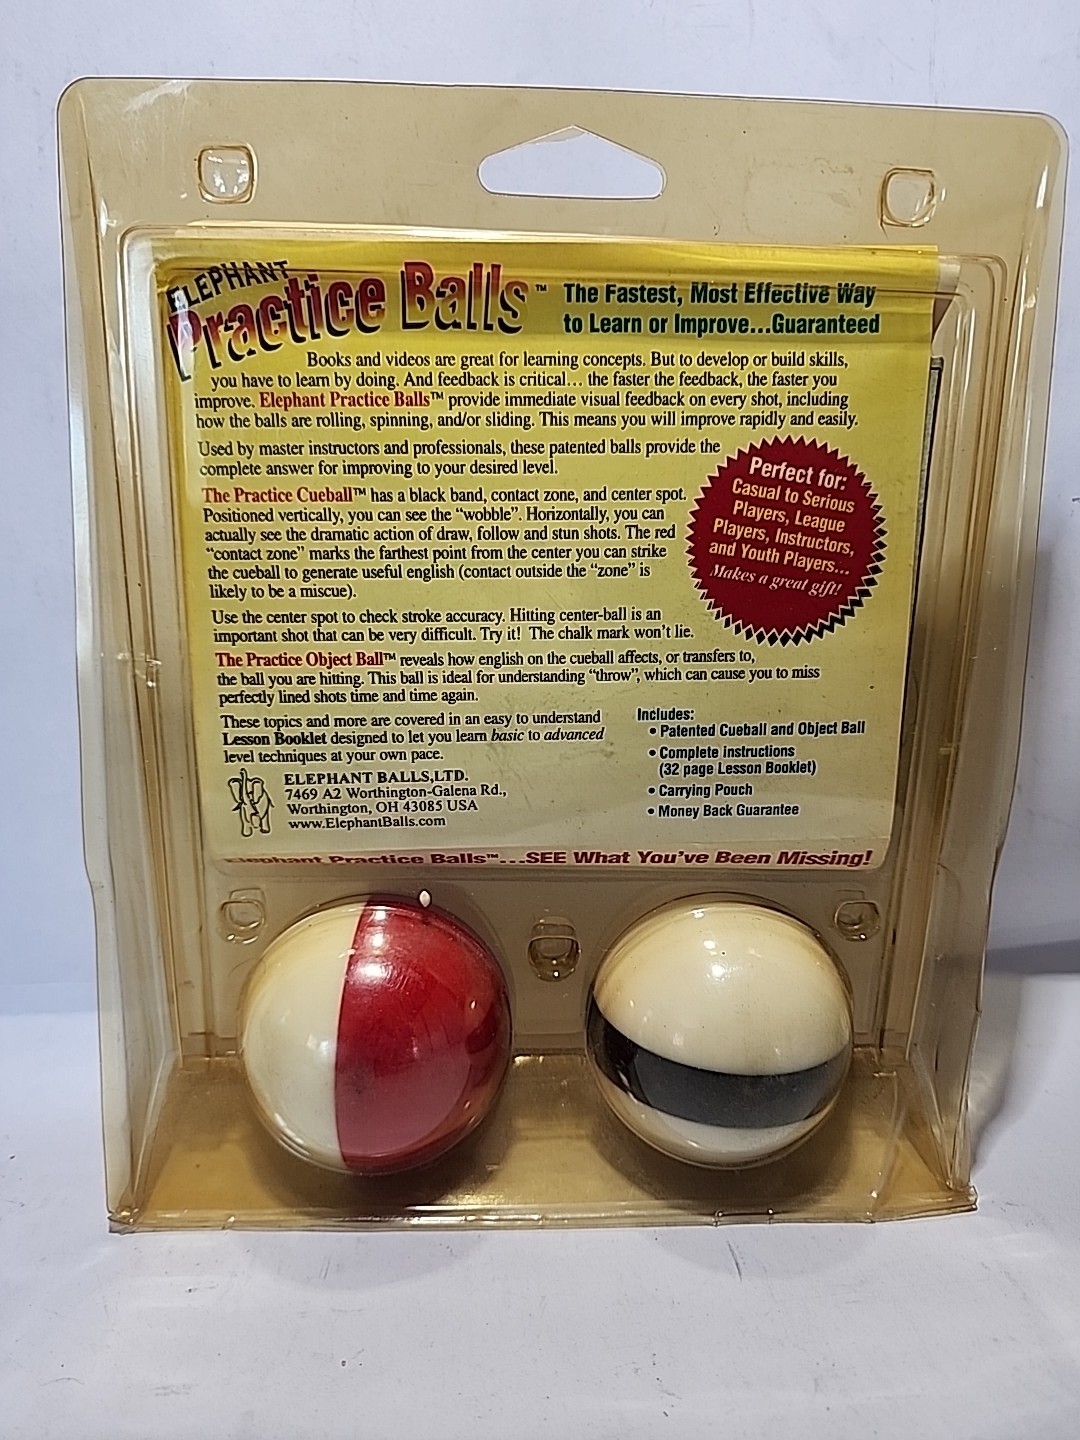 ELEPHANT
Practice Balls™
The Fastest, Most Effective Way
to Learn or Improve...Guaranteed
Books and videos are great for learning concepts. But to develop or build skills,
you have to learn by doing. And feedback is critical... the faster the feedback, the faster you
improve. Elephant Practice Balls™ provide immediate visual feedback on every shot, including
how the balls are rolling, spinning, and/or sliding. This means you will improve rapidly and easily.
Used by master instructors and professionals, these patented balls provide the
complete answer for improving to your desired level.
The Practice Cueball™ has a black band, contact zone, and center spot.
Positioned vertically, you can see the “wobble”. Horizontally, you can
actually see the dramatic action of draw, follow and stun shots. The red
“contact zone” marks the farthest point from the center you can strike
the cueball to generate useful english (contact outside the “zone” is
likely to be a miscue).
Perfect for:
Casual to Serious
Players, League
Players, Instructors,
and Youth Players...
Makes a great gift!
Use the center spot to check stroke accuracy. Hitting center-ball is an
important shot that can be very difficult. Try it! The chalk mark won't lie.
The Practice Object Ball™ reveals how english on the cueball affects, or transfers to,
the ball you are hitting. This ball is ideal for understanding “throw”, which can cause you to miss
perfectly lined shots time and time again.
These topics and more are covered in an easy to understand
Lesson Booklet designed to let you learn basic to advanced
level techniques at your own pace.
Includes:
• Patented Cueball and Object Ball
• Complete instructions
(32 page Lesson Booklet)
• Carrying Pouch
• Money Back Guarantee
ELEPHANT BALLS,LTD.
7469 A2 Worthington-Galena Rd.,
Worthington, OH 43085 USA
www.ElephantBalls.com
Elephant Practice Balls™...SEE What You've Been Missing!